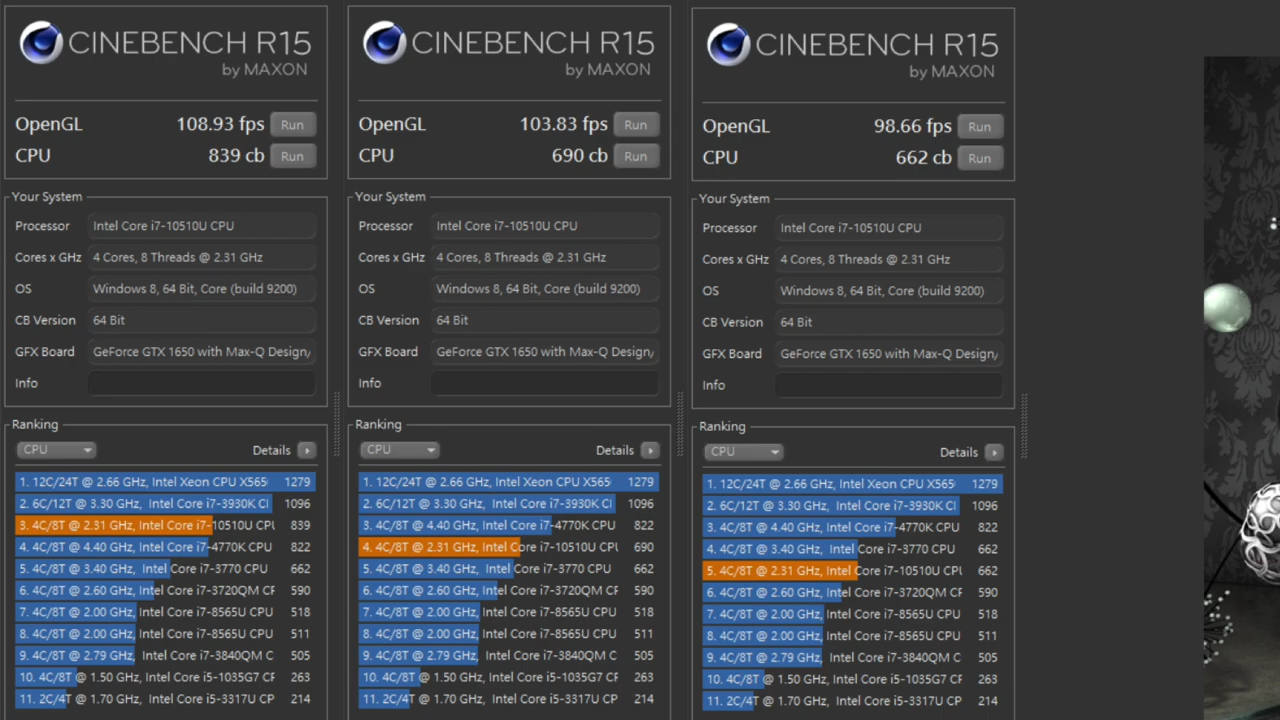 CINEBENCH R15
by MAXON
OpenGL 108.93 fps Run
CPU 839 cb Run
Your System
Processor Intel Core i7-10510U CPU
Cores x GHz 4 Cores, 8 Threads @ 2.31 GHz
OS Windows 8, 64 Bit, Core (build 9200)
CB Version 64 Bit
GFX Board GeForce GTX 1650 with Max-Q Design/
Info
Ranking
CPU Details
1. 12C/24T @ 2.66 GHz, Intel Xeon CPU X565 1279
2. 6C/12T @ 3.30 GHz, Intel Core i7-3930K CI 1096
3. 4C/8T @ 2.31 GHz, Intel Core i7-10510U CPU 839
4. 4C/8T @ 4.40 GHz, Intel Core i7-4770K CPU 822
5. 4C/8T @ 3.40 GHz, Intel Core i7-3770 CPU 662
6. 4C/8T @ 2.60 GHz, Intel Core i7-3720QM CF 590
7. 4C/8T @ 2.00 GHz, Intel Core i7-8565U CPU 518
8. 4C/8T @ 2.00 GHz, Intel Core i7-8565U CPU 511
9. 4C/8T @ 2.79 GHz, Intel Core i7-3840QM C 505
10. 4C/8T @ 1.50 GHz, Intel Core i5-1035G7 CF 263
11. 2C/4T @ 1.70 GHz, Intel Core i5-3317U CP 214
CINEBENCH R15
by MAXON
OpenGL 103.83 fps Run
CPU 690 cb Run
Your System
Processor Intel Core i7-10510U CPU
Cores x GHz 4 Cores, 8 Threads @ 2.31 GHz
OS Windows 8, 64 Bit, Core (build 9200)
CB Version 64 Bit
GFX Board GeForce GTX 1650 with Max-Q Design/
Info
Ranking
CPU Details
1. 12C/24T @ 2.66 GHz, Intel Xeon CPU X565 1279
2. 6C/12T @ 3.30 GHz, Intel Core i7-3930K CI 1096
3. 4C/8T @ 4.40 GHz, Intel Core i7-4770K CPU 822
4. 4C/8T @ 2.31 GHz, Intel Core i7-10510U CPU 690
5. 4C/8T @ 3.40 GHz, Intel Core i7-3770 CPU 662
6. 4C/8T @ 2.60 GHz, Intel Core i7-3720QM CF 590
7. 4C/8T @ 2.00 GHz, Intel Core i7-8565U CPU 518
8. 4C/8T @ 2.00 GHz, Intel Core i7-8565U CPU 511
9. 4C/8T @ 2.79 GHz, Intel Core i7-3840QM C 505
10. 4C/8T @ 1.50 GHz, Intel Core i5-1035G7 CF 263
11. 2C/4T @ 1.70 GHz, Intel Core i5-3317U CP 214
CINEBENCH R15
by MAXON
OpenGL 98.66 fps Run
CPU 662 cb Run
Your System
Processor Intel Core i7-10510U CPU
Cores x GHz 4 Cores, 8 Threads @ 2.31 GHz
OS Windows 8, 64 Bit, Core (build 9200)
CB Version 64 Bit
GFX Board GeForce GTX 1650 with Max-Q Design/
Info
Ranking
CPU Details
1. 12C/24T @ 2.66 GHz, Intel Xeon CPU X565 1279
2. 6C/12T @ 3.30 GHz, Intel Core i7-3930K CI 1096
3. 4C/8T @ 4.40 GHz, Intel Core i7-4770K CPU 822
4. 4C/8T @ 3.40 GHz, Intel Core i7-3770 CPU 662
5. 4C/8T @ 2.31 GHz, Intel Core i7-10510U CPU 662
6. 4C/8T @ 2.60 GHz, Intel Core i7-3720QM CF 590
7. 4C/8T @ 2.00 GHz, Intel Core i7-8565U CPU 518
8. 4C/8T @ 2.00 GHz, Intel Core i7-8565U CPU 511
9. 4C/8T @ 2.79 GHz, Intel Core i7-3840QM C 505
10. 4C/8T @ 1.50 GHz, Intel Core i5-1035G7 CF 263
11. 2C/4T @ 1.70 GHz, Intel Core i5-3317U CP 214